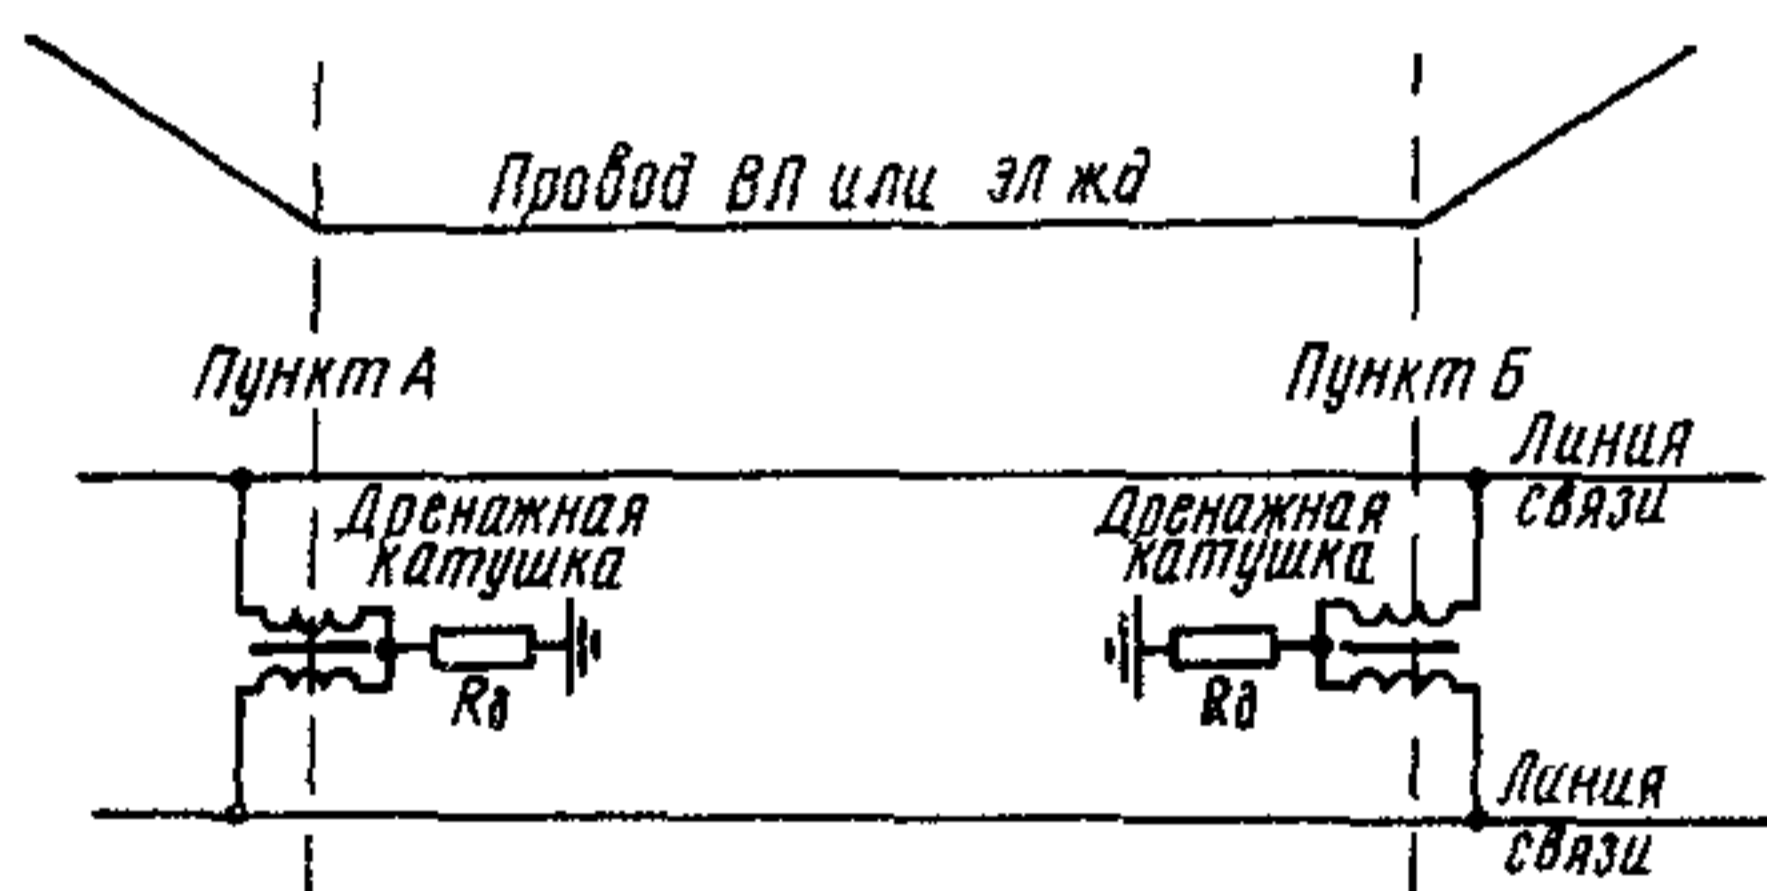 Провод ВЛ или эл жд
Пункт А
Пункт Б
Линия
связи
Дренажная
катушка
Дренажная
катушка
Rд
Rд
Линия
связи